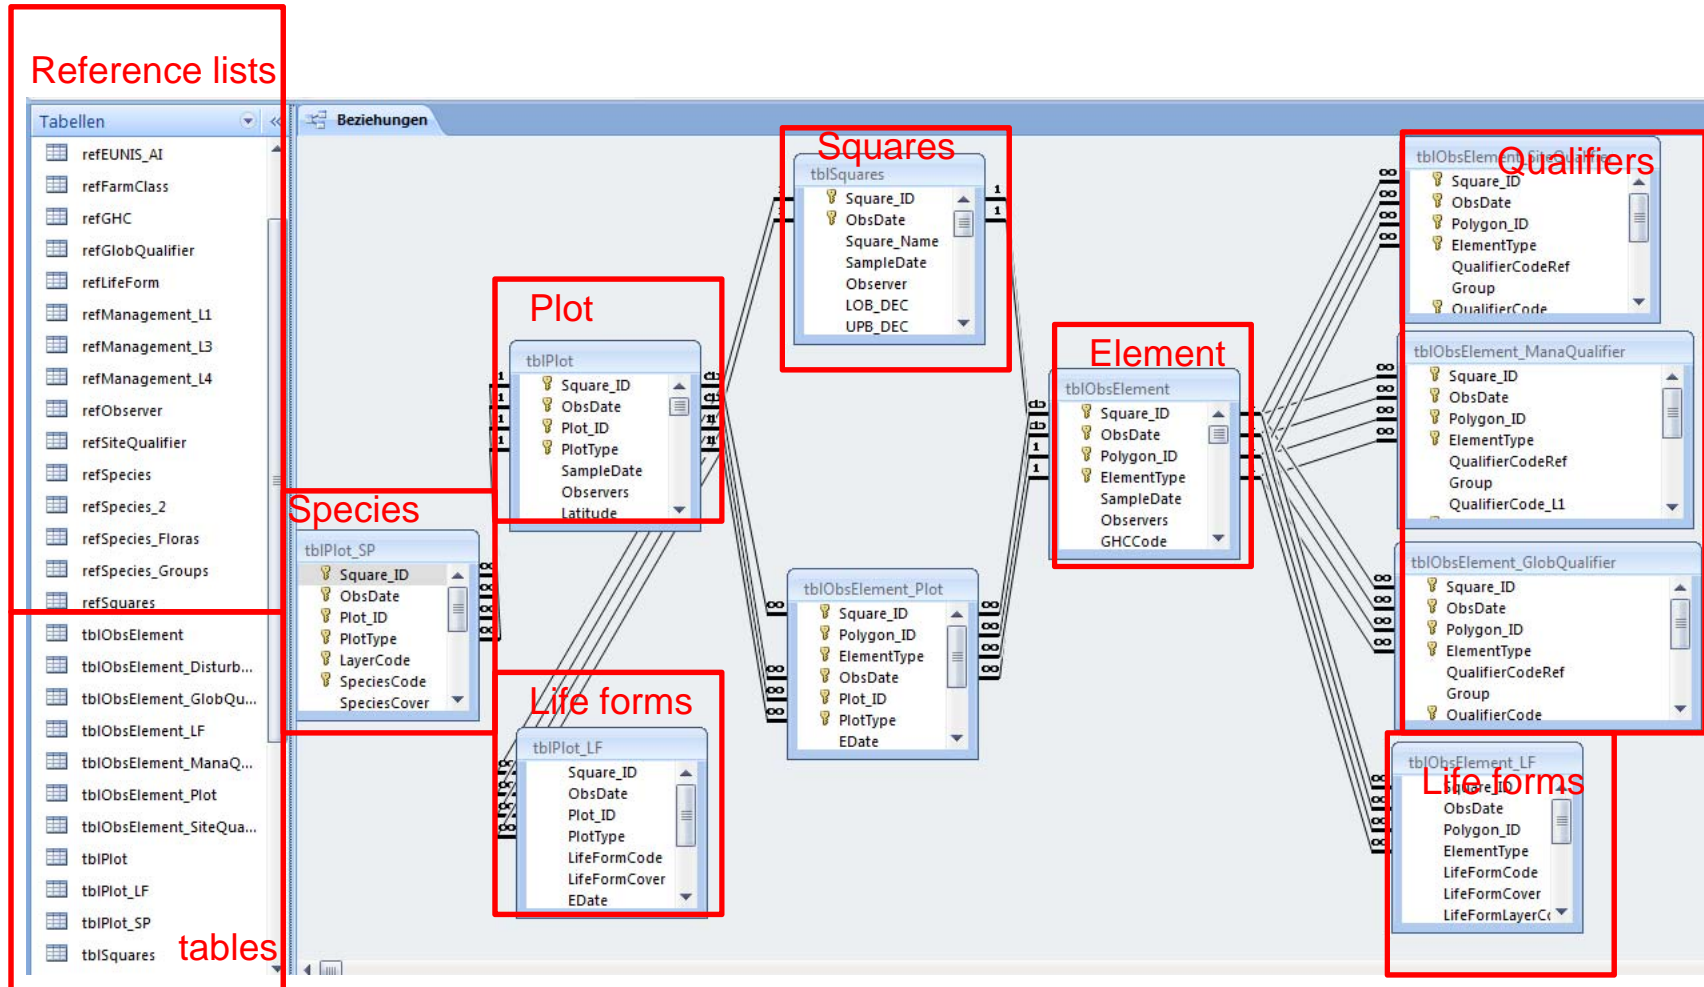 Reference lists
Tabellen
refEUNIS_AI
refFarmClass
refGHC
refGlobQualifier
refLifeForm
refManagement_L1
refManagement_L3
refManagement_L4
refObserver
refSiteQualifier
refSpecies
refSpecies_2
refSpecies_Floras
refSpecies_Groups
refSquares
tblObsElement
tblObsElement_Disturb...
tblObsElement_GlobQu...
tblObsElement_LF
tblObsElement_ManaQ...
tblObsElement_Plot
tblObsElement_SiteQua...
tblPlot
tblPlot_LF
tblPlot_SP
tblSquares
tables
Beziehungen
Species
tblPlot_SP
Square_ID
ObsDate
Plot_ID
PlotType
LayerCode
SpeciesCode
SpeciesCover
Plot
tblPlot
Square_ID
ObsDate
Plot_ID
PlotType
SampleDate
Observers
Latitude
Life forms
tblPlot_LF
Square_ID
ObsDate
Plot_ID
PlotType
LifeFormCode
LifeFormCover
EDate
Squares
tblSquares
Square_ID
ObsDate
Square_Name
SampleDate
Observer
LOB_DEC
UPB_DEC
tblObsElement_Plot
Square_ID
Polygon_ID
ElementType
ObsDate
Plot_ID
PlotType
EDate
Element
tblObsElement
Square_ID
ObsDate
Polygon_ID
ElementType
SampleDate
Observers
GHCCode
Qualifiers
tblObsElement_SiteQualifier
Square_ID
ObsDate
Polygon_ID
ElementType
QualifierCodeRef
Group
QualifierCode
tblObsElement_ManaQualifier
Square_ID
ObsDate
Polygon_ID
ElementType
QualifierCodeRef
Group
QualifierCode_L1
tblObsElement_GlobQualifier
Square_ID
ObsDate
Polygon_ID
ElementType
QualifierCodeRef
Group
QualifierCode
Life forms
tblObsElement_LF
Square_ID
ObsDate
Polygon_ID
ElementType
LifeFormCode
LifeFormCover
LifeFormLayerCo